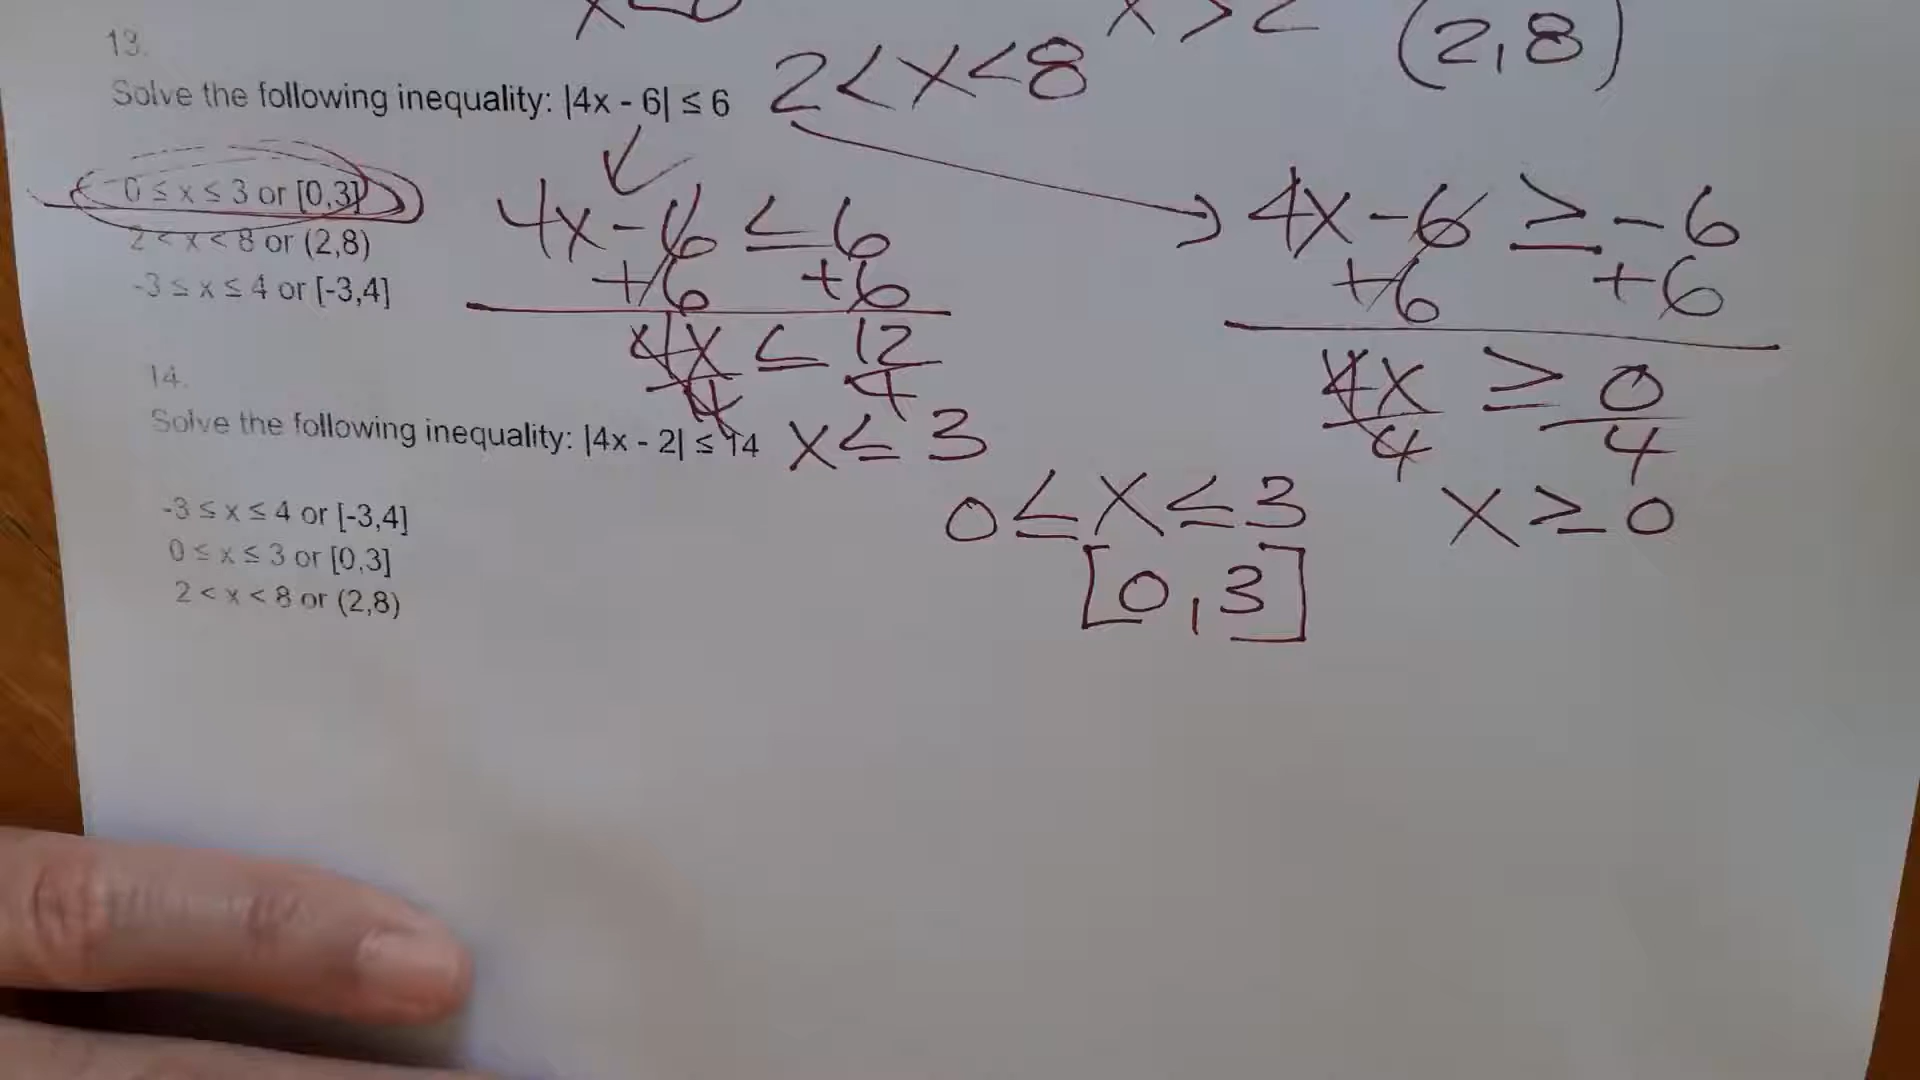 13.
Solve the following inequality: |4x - 6| ≤ 6
2 < x < 8
(2,8)
0 ≤ x ≤ 3 or [0,3]
2 < x < 8 or (2,8)
-3 ≤ x ≤ 4 or [-3,4]
4x - 6 ≤ 6
+6 +6
4x ≤ 12
4 4
x ≤ 3
4x - 6 ≥ -6
+6 +6
4x ≥ 0
4 4
x ≥ 0
0 ≤ x ≤ 3
[0,3]
14.
Solve the following inequality: |4x - 2| ≤ 14
-3 ≤ x ≤ 4 or [-3,4]
0 ≤ x ≤ 3 or [0,3]
2 < x < 8 or (2,8)